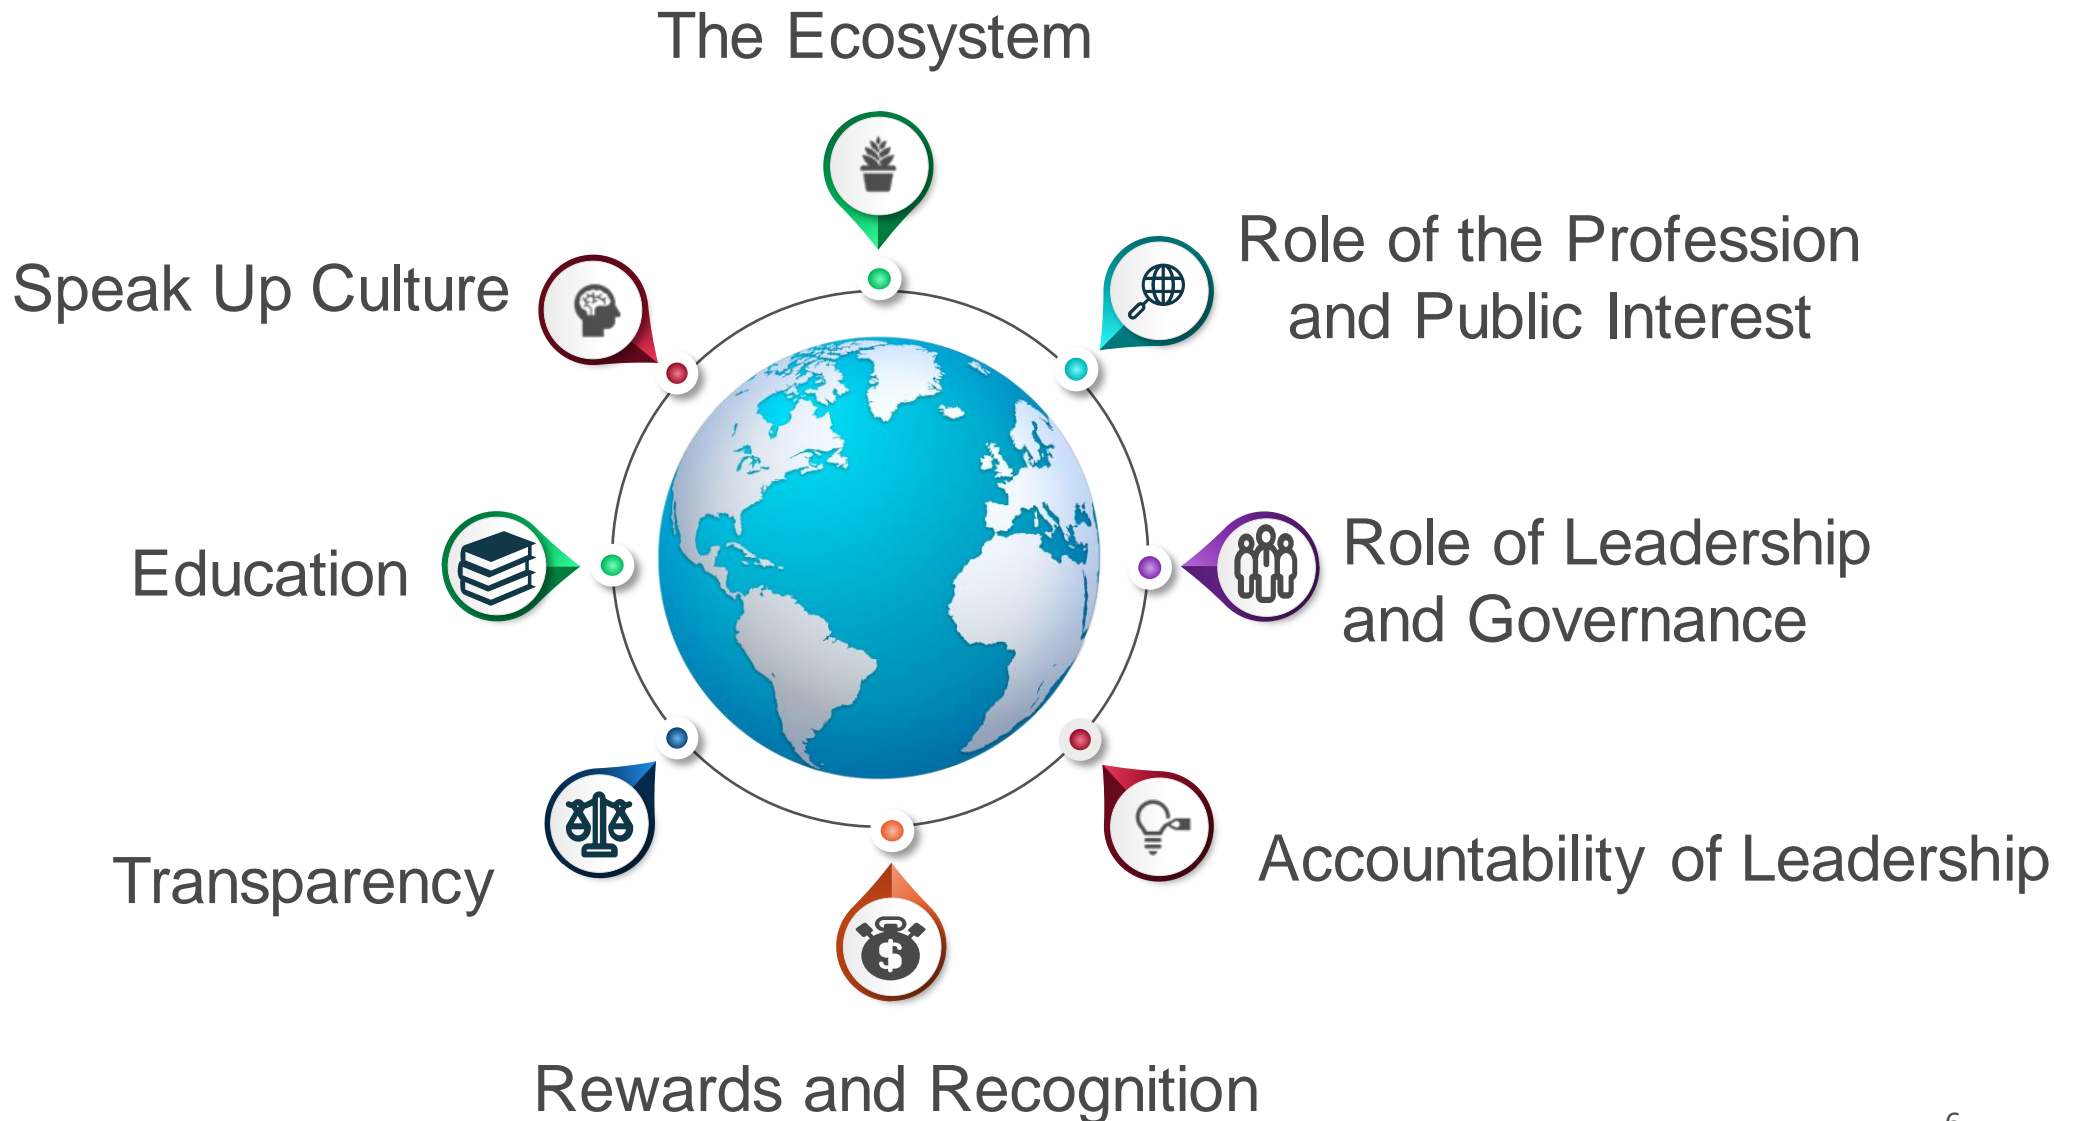 The Ecosystem
Role of the Profession
and Public Interest
Speak Up Culture
Role of Leadership
and Governance
Education
Accountability of Leadership
Transparency
$
Rewards and Recognition
6